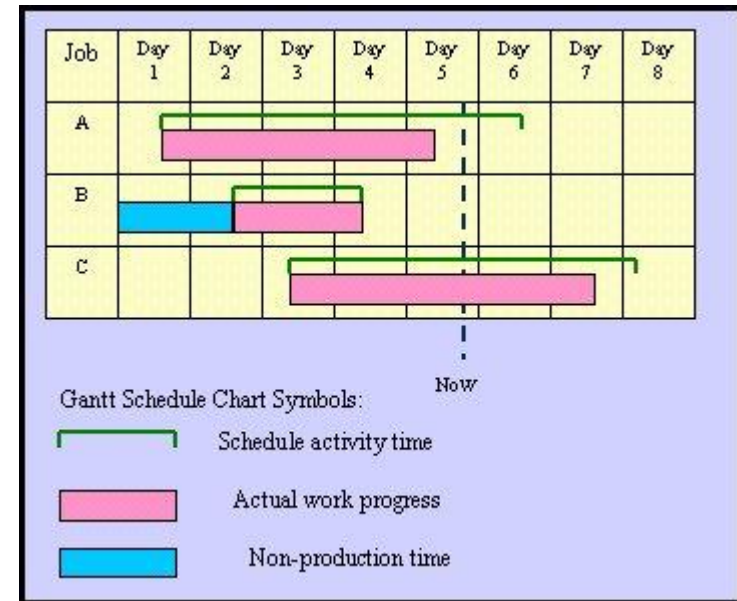 Job Day 1 Day 2 Day 3 Day 4 Day 5 Day 6 Day 7 Day 8
A
B
C
Now
Gantt Schedule Chart Symbols:
Schedule activity time
Actual work progress
Non-production time